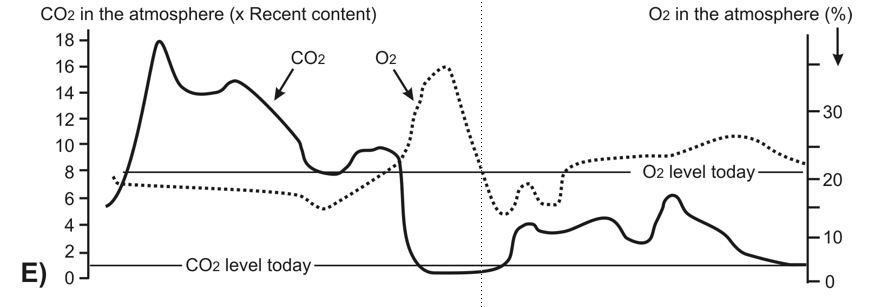 CO2 in the atmosphere (x Recent content)
O2 in the atmosphere (%)
18
16
14
12
10
8
6
4
2
0
CO2
O2
O2 level today
CO2 level today
30
20
10
0
E)